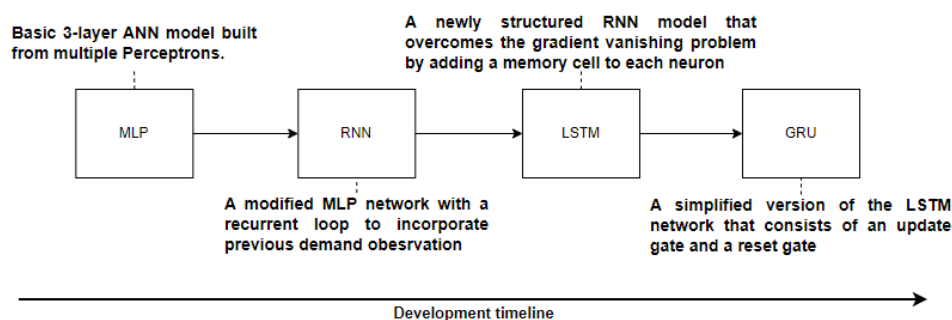 Basic 3-layer ANN model built
from multiple Perceptrons.
A newly structured RNN model that
overcomes the gradient vanishing problem
by adding a memory cell to each neuron
MLP
RNN
LSTM
GRU
A modified MLP network with a
recurrent loop to incorporate
previous demand obesrvation
A simplified version of the LSTM
network that consists of an update
gate and a reset gate
Development timeline